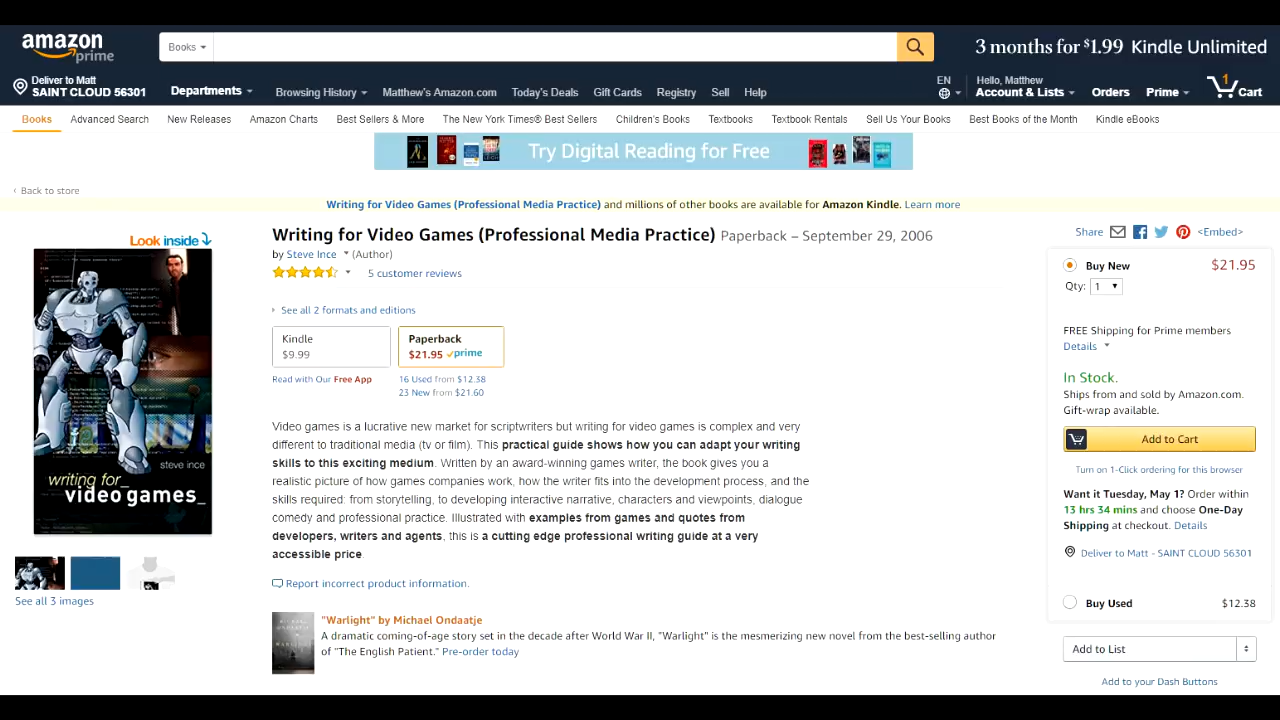 amazon prime
Books
3 months for $1.99 Kindle Unlimited
Deliver to Matt
SAINT CLOUD 56301
Departments
Browsing History
Matthew's Amazon.com
Today's Deals
Gift Cards
Registry
Sell
Help
EN
Hello, Matthew
Account & Lists
Orders
Prime
1
Cart
Books
Advanced Search
New Releases
Amazon Charts
Best Sellers & More
The New York Times® Best Sellers
Children's Books
Textbooks
Textbook Rentals
Sell Us Your Books
Best Books of the Month
Kindle eBooks
Try Digital Reading for Free
‹ Back to store
Writing for Video Games (Professional Media Practice) and millions of other books are available for Amazon Kindle. Learn more
Look inside
steve ince
writing for_
video games_
See all 3 images
Writing for Video Games (Professional Media Practice) Paperback – September 29, 2006
by Steve Ince (Author)
5 customer reviews
See all 2 formats and editions
Kindle
$9.99
Paperback
$21.95 prime
Read with Our Free App
16 Used from $12.38
23 New from $21.60
Video games is a lucrative new market for scriptwriters but writing for video games is complex and very
different to traditional media (tv or film). This practical guide shows how you can adapt your writing
skills to this exciting medium. Written by an award-winning games writer, the book gives you a
realistic picture of how games companies work, how the writer fits into the development process, and the
skills required: from storytelling, to developing interactive narrative, characters and viewpoints, dialogue
comedy and professional practice. Illustrated with examples from games and quotes from
developers, writers and agents, this is a cutting edge professional writing guide at a very
accessible price.
Report incorrect product information.
"Warlight" by Michael Ondaatje
A dramatic coming-of-age story set in the decade after World War II, "Warlight" is the mesmerizing new novel from the best-selling author
of "The English Patient." Pre-order today
Share
<Embed>
Buy New
$21.95
Qty: 1
FREE Shipping for Prime members
Details
In Stock.
Ships from and sold by Amazon.com.
Gift-wrap available.
Add to Cart
Turn on 1-Click ordering for this browser
Want it Tuesday, May 1? Order within
13 hrs 34 mins and choose One-Day
Shipping at checkout. Details
Deliver to Matt - SAINT CLOUD 56301
Buy Used
$12.38
Add to List
Add to your Dash Buttons